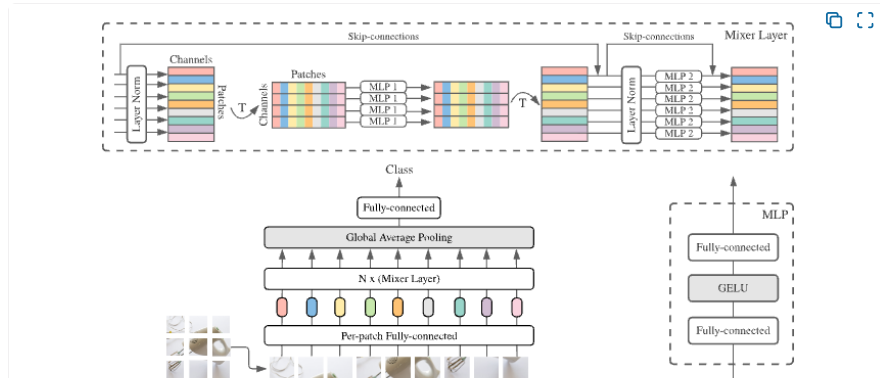 Skip-connections
Skip-connections
Mixer Layer
Channels
Layer Norm
Patches
T
Patches
Channels
MLP 1
MLP 1
MLP 1
MLP 1
T
Layer Norm
MLP 2
MLP 2
MLP 2
MLP 2
MLP 2
MLP 2
Class
Fully-connected
Global Average Pooling
N x (Mixer Layer)
Per-patch Fully-connected
MLP
Fully-connected
GELU
Fully-connected